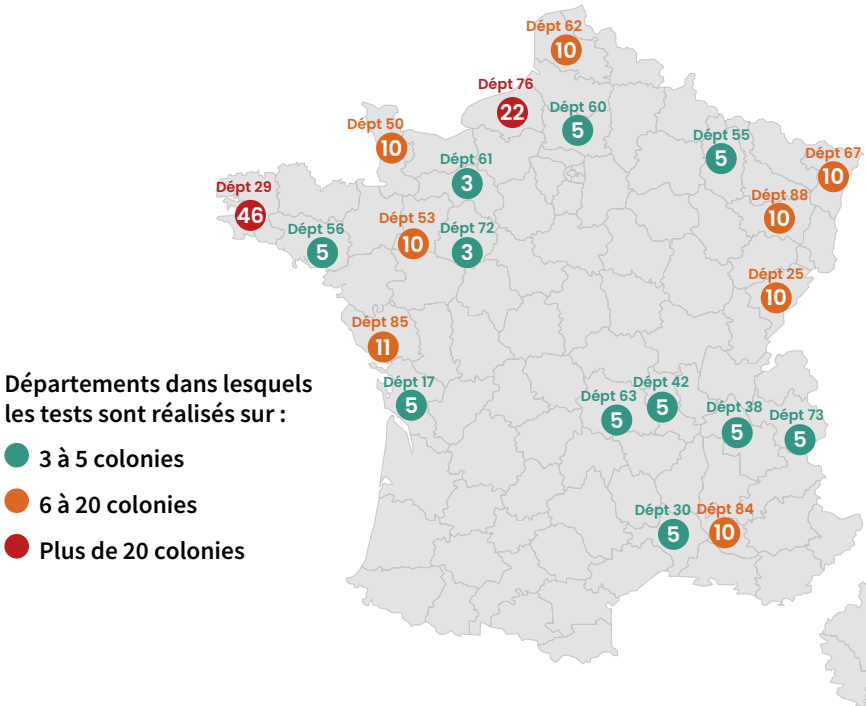 Dépt 62
10
Dépt 76
22
Dépt 60
5
Dépt 50
10
Dépt 55
5
Dépt 67
10
Dépt 61
3
Dépt 29
46
Dépt 88
10
Dépt 56
5
Dépt 53
10
Dépt 72
3
Dépt 25
10
Dépt 85
11
Départements dans lesquels
les tests sont réalisés sur :
3 à 5 colonies
6 à 20 colonies
Plus de 20 colonies
Dépt 17
5
Dépt 63
5
Dépt 42
5
Dépt 38
5
Dépt 73
5
Dépt 30
5
Dépt 84
10